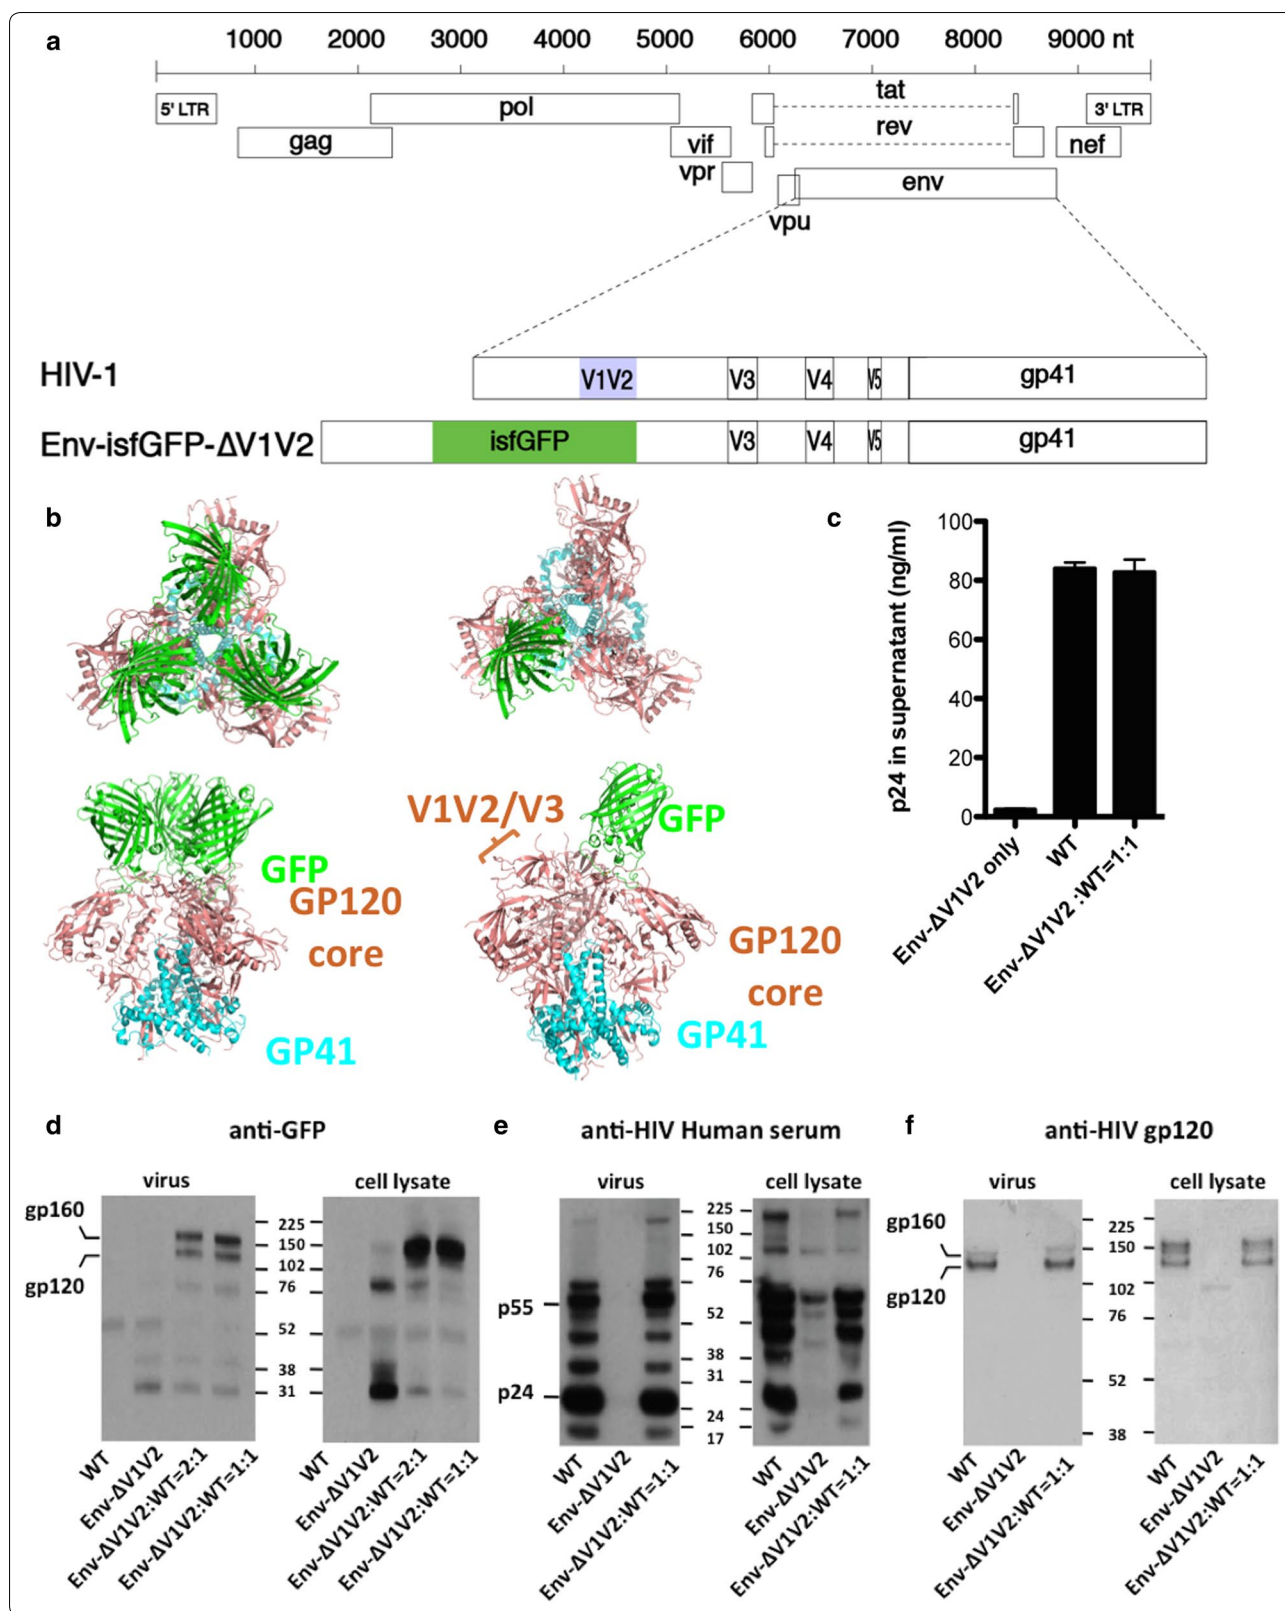 a
1000 2000 3000 4000 5000 6000 7000 8000 9000 nt
5' LTR
pol
tat
3' LTR
gag
vif
rev
nef
vpr
env
vpu
HIV-1
V1V2
V3
V4
V5
gp41
Env-isfGFP-ΔV1V2
isfGFP
V3
V4
V5
gp41
b
GFP
GP120
core
GP41
V1V2/V3
GFP
GP120
core
GP41
c
p24 in supernatant (ng/ml)
100
80
60
40
20
0
Env-ΔV1V2 only
WT
Env-ΔV1V2 :WT=1:1
d
anti-GFP
virus
cell lysate
gp160
gp120
225
150
102
76
52
38
31
WT
Env-ΔV1V2
Env-ΔV1V2:WT=2:1
Env-ΔV1V2:WT=1:1
WT
Env-ΔV1V2
Env-ΔV1V2:WT=2:1
Env-ΔV1V2:WT=1:1
e
anti-HIV Human serum
virus
cell lysate
p55
p24
225
150
102
76
52
38
31
24
17
WT
Env-ΔV1V2
Env-ΔV1V2:WT=1:1
WT
Env-ΔV1V2
Env-ΔV1V2:WT=1:1
f
anti-HIV gp120
virus
cell lysate
gp160
gp120
225
150
102
76
52
38
WT
Env-ΔV1V2
Env-ΔV1V2:WT=1:1
WT
Env-ΔV1V2
Env-ΔV1V2:WT=1:1